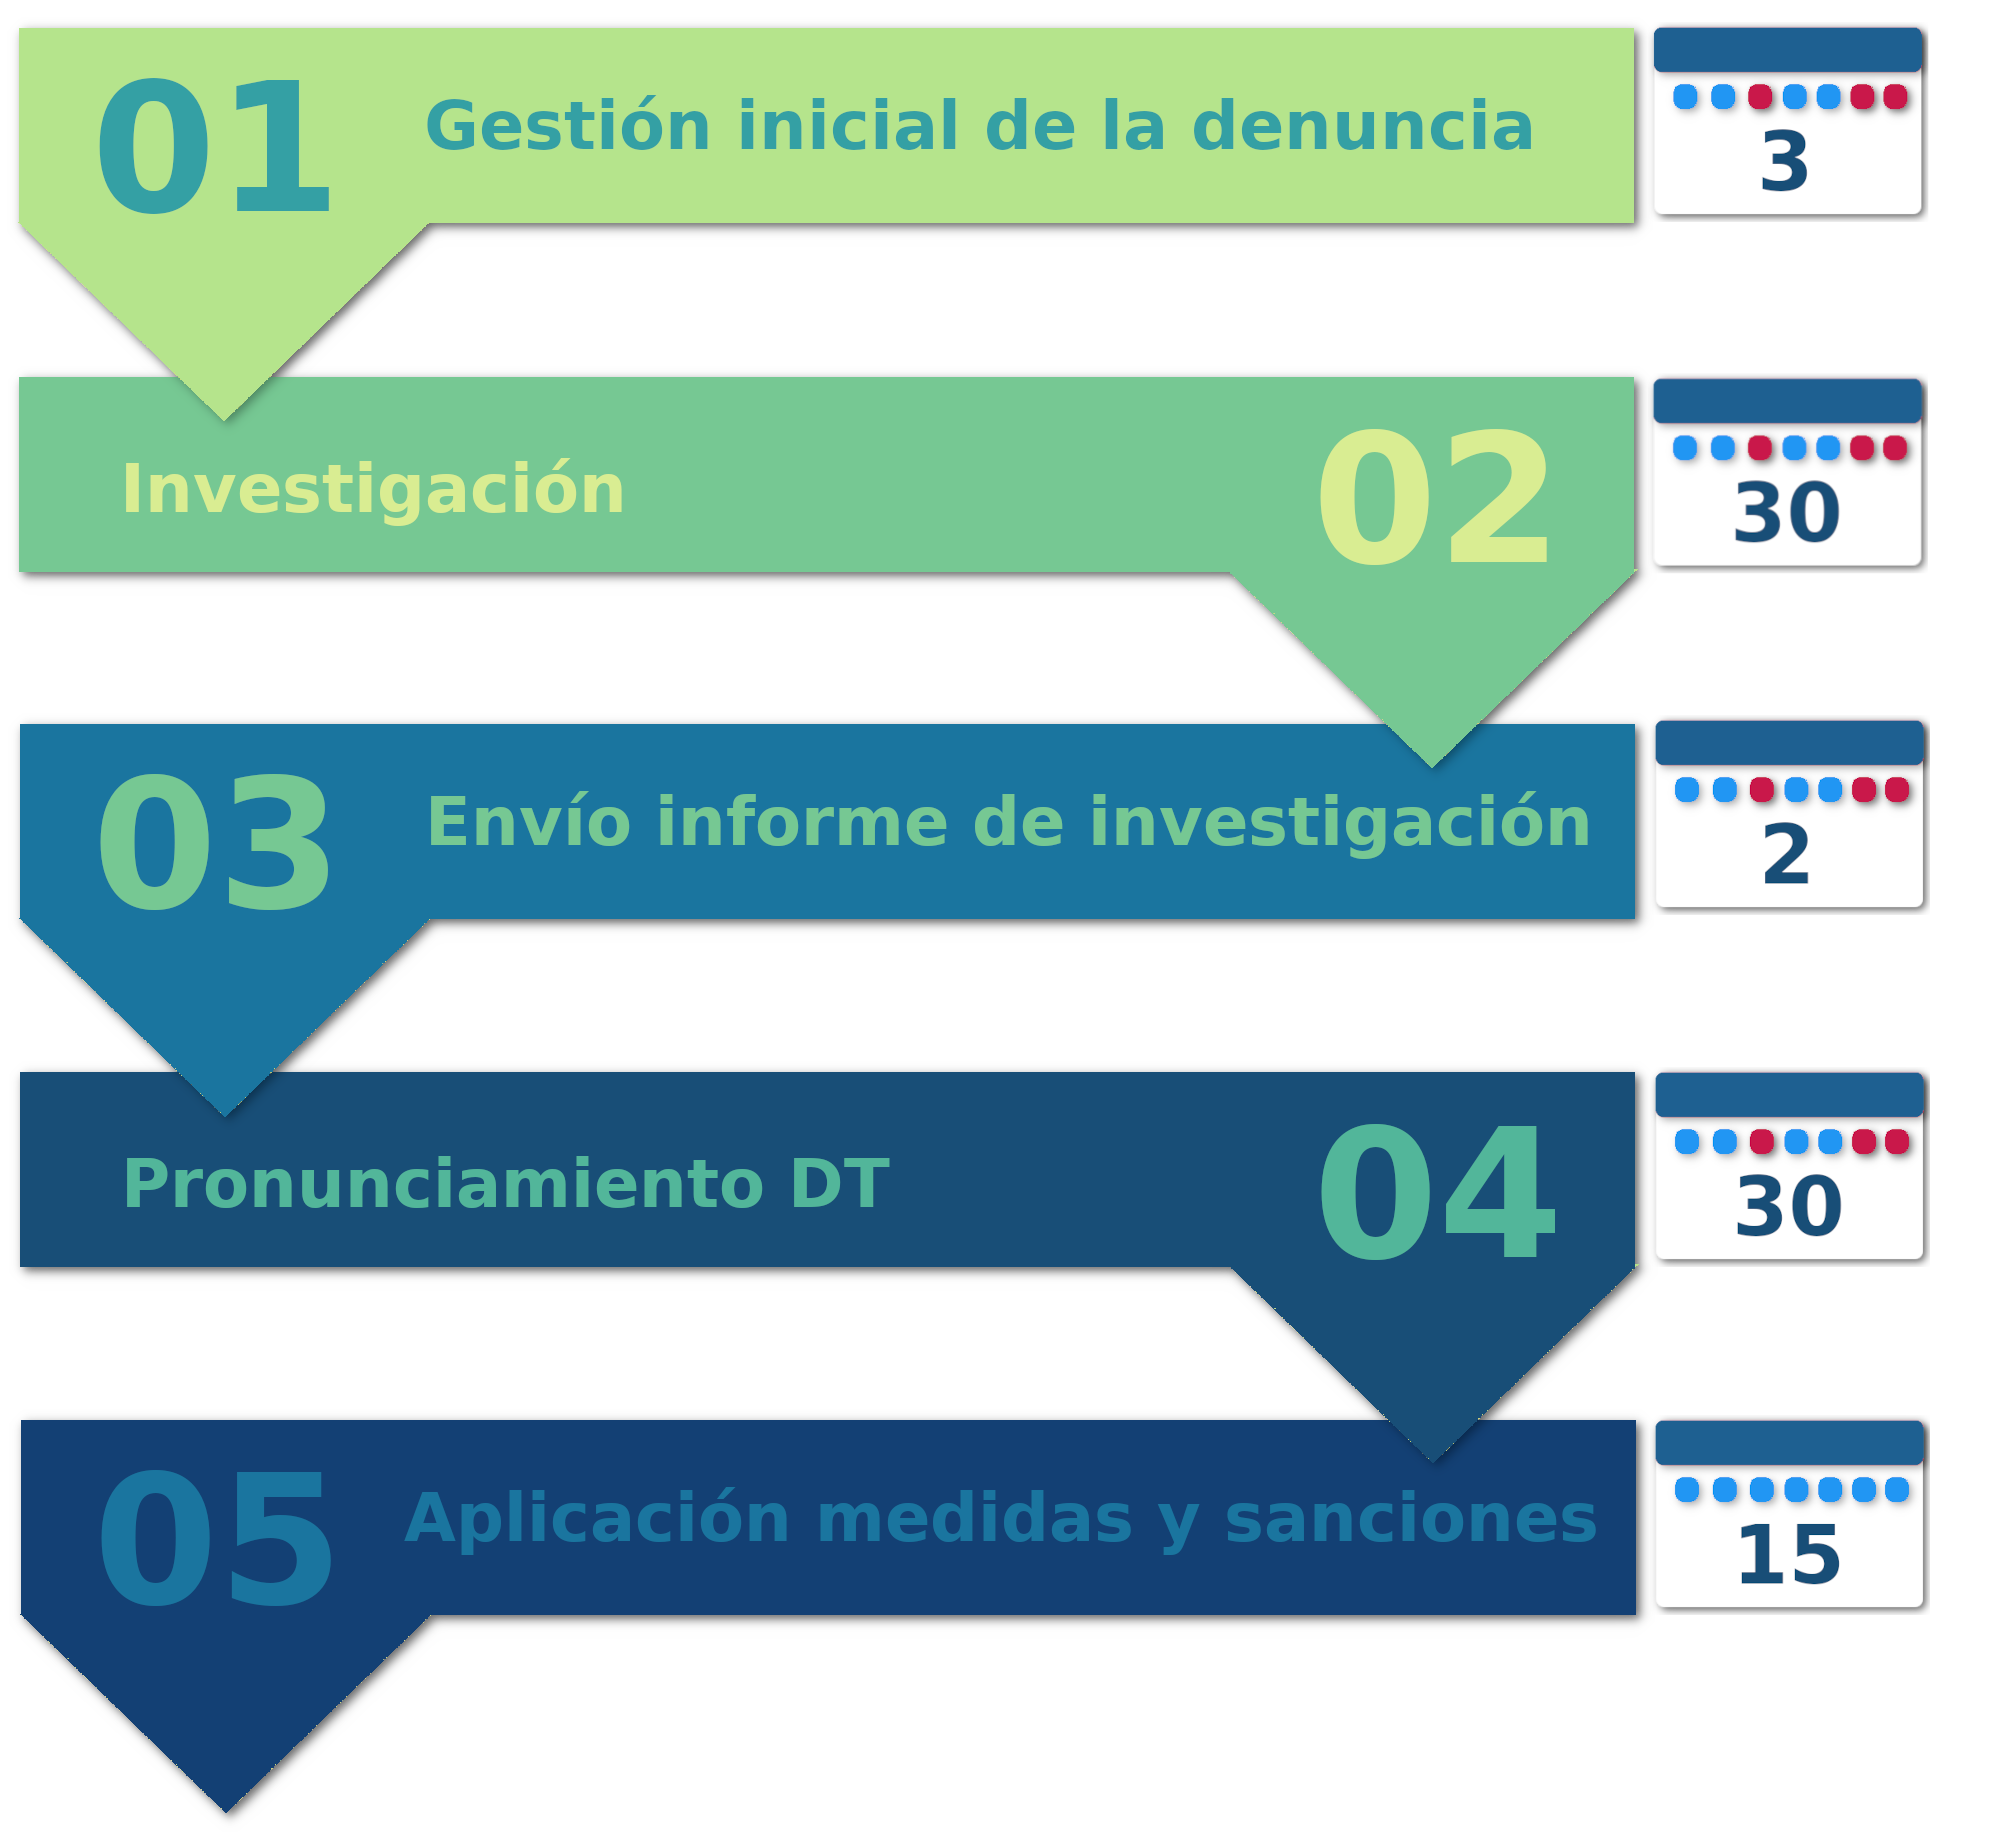 01 Gestión inicial de la denuncia 3
Investigación 02 30
03 Envío informe de investigación 2
Pronunciamiento DT 04 30
05 Aplicación medidas y sanciones 15